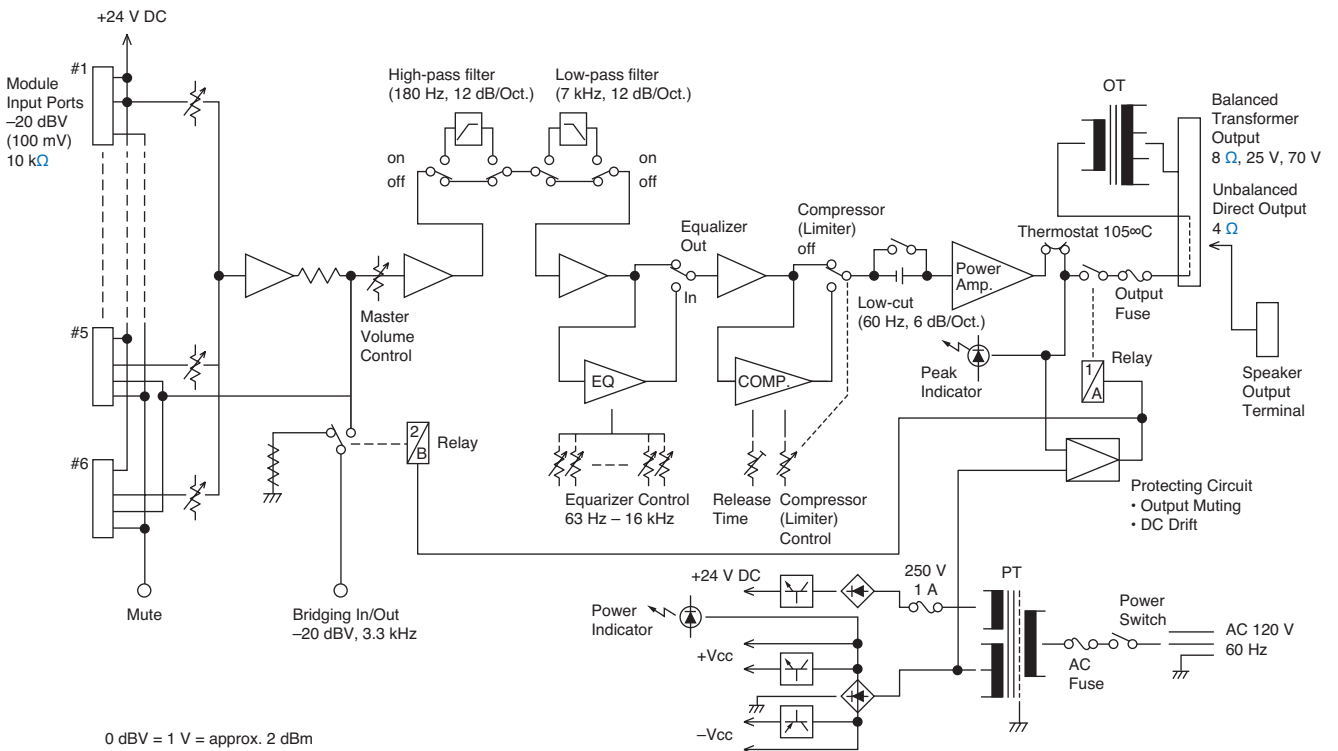 +24 V DC
#1
Module
Input Ports
–20 dBV
(100 mV)
10 kΩ
High-pass filter
(180 Hz, 12 dB/Oct.)
Low-pass filter
(7 kHz, 12 dB/Oct.)
on
off
on
off
OT
Balanced
Transformer
Output
8 Ω, 25 V, 70 V
Unbalanced
Direct Output
4 Ω
Equalizer
Out
In
Compressor
(Limiter)
off
Thermostat 105∞C
Power
Amp.
Low-cut
(60 Hz, 6 dB/Oct.)
Output
Fuse
Master
Volume
Control
#5
EQ
COMP.
Peak
Indicator
1
A
Relay
Speaker
Output
Terminal
2
B
Relay
#6
Equarizer Control
63 Hz – 16 kHz
Release
Time
Compressor
(Limiter)
Control
Protecting Circuit
• Output Muting
• DC Drift
Mute
Bridging In/Out
–20 dBV, 3.3 kHz
+24 V DC
250 V
1 A
PT
Power
Indicator
Power
Switch
AC 120 V
60 Hz
+Vcc
AC
Fuse
–Vcc
0 dBV = 1 V = approx. 2 dBm